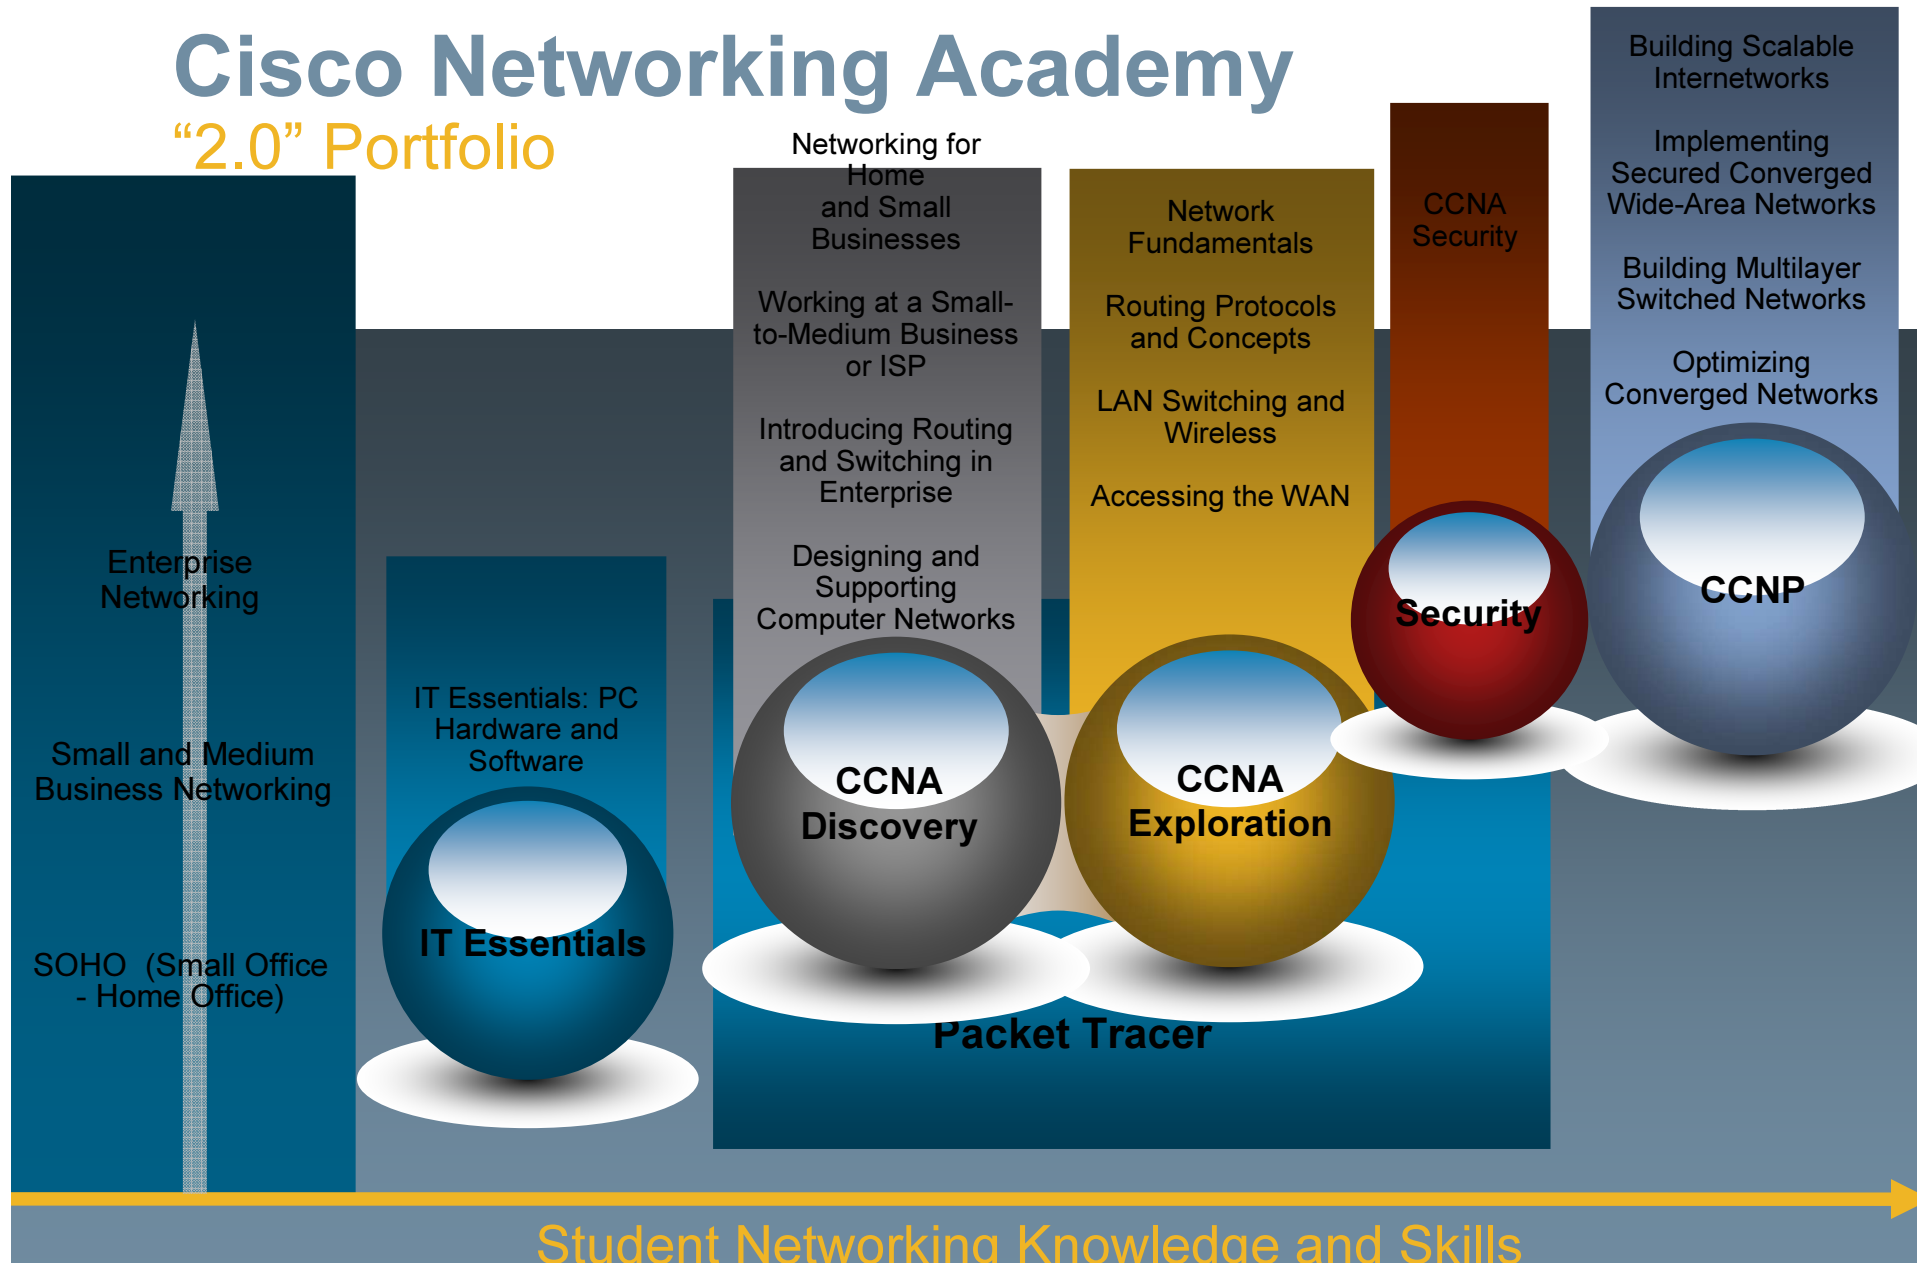 Cisco Networking Academy
“2.0” Portfolio
Enterprise
Networking
Small and Medium
Business Networking
SOHO (Small Office
- Home Office)
IT Essentials: PC
Hardware and
Software
IT Essentials
Networking for
Home
and Small
Businesses
Working at a Small-
to-Medium Business
or ISP
Introducing Routing
and Switching in
Enterprise
Designing and
Supporting
Computer Networks
CCNA
Discovery
Network
Fundamentals
Routing Protocols
and Concepts
LAN Switching and
Wireless
Accessing the WAN
CCNA
Exploration
Packet Tracer
CCNA
Security
Security
Building Scalable
Internetworks
Implementing
Secured Converged
Wide-Area Networks
Building Multilayer
Switched Networks
Optimizing
Converged Networks
CCNP
Student Networking Knowledge and Skills